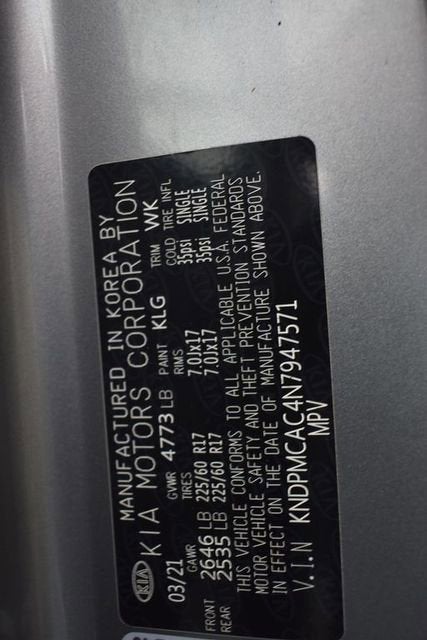 MANUFACTURED IN KOREA BY
KIA KIA MOTORS CORPORATION
03/21 GVWR 4773 LB PAINT KLG TRIM WK
GAWR TIRES RIMS COLD TIRE INFL
FRONT 2646 LB 225/60 R17 7.0Jx17 35psi SINGLE
REAR 2535 LB 225/60 R17 7.0Jx17 35psi SINGLE
THIS VEHICLE CONFORMS TO ALL APPLICABLE U.S.A. FEDERAL
MOTOR VEHICLE SAFETY AND THEFT PREVENTION STANDARDS
IN EFFECT ON THE DATE OF MANUFACTURE SHOWN ABOVE.
V.I.N KNDPMCAC4N7947571
MPV